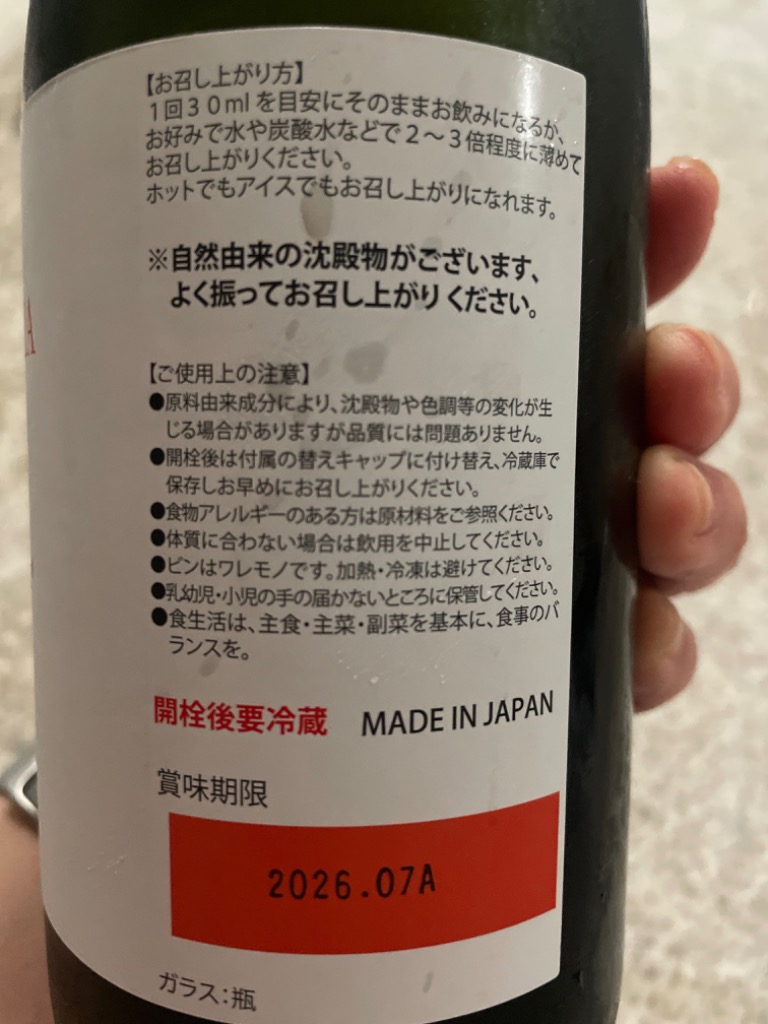 【お召し上がり方】
1回30mlを目安にそのままお飲みになるか、
お好みで水や炭酸水などで2～3倍程度に薄めて
お召し上がりください。
ホットでもアイスでもお召し上がりになれます。
※自然由来の沈殿物がございます、
よく振ってお召し上がりください。
A
【ご使用上の注意】
●原料由来成分により、沈殿物や色調等の変化が生
じる場合がありますが品質には問題ありません。
●開栓後は付属の替えキャップに付け替え、冷蔵庫で
保存しお早めにお召し上がりください。
●食物アレルギーのある方は原材料をご参照ください。
●体質に合わない場合は飲用を中止してください。
●ビンはワレモノです。加熱・冷凍は避けてください。
●乳幼児・小児の手の届かないところに保管してください。
●食生活は、主食・主菜・副菜を基本に、食事のバ
ランスを。
開栓後要冷蔵 MADE IN JAPAN
賞味期限
2026.07A
ガラス：瓶